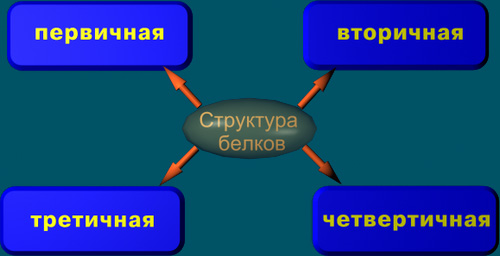 первичная
вторичная
Структура
белков
третичная
четвертичная